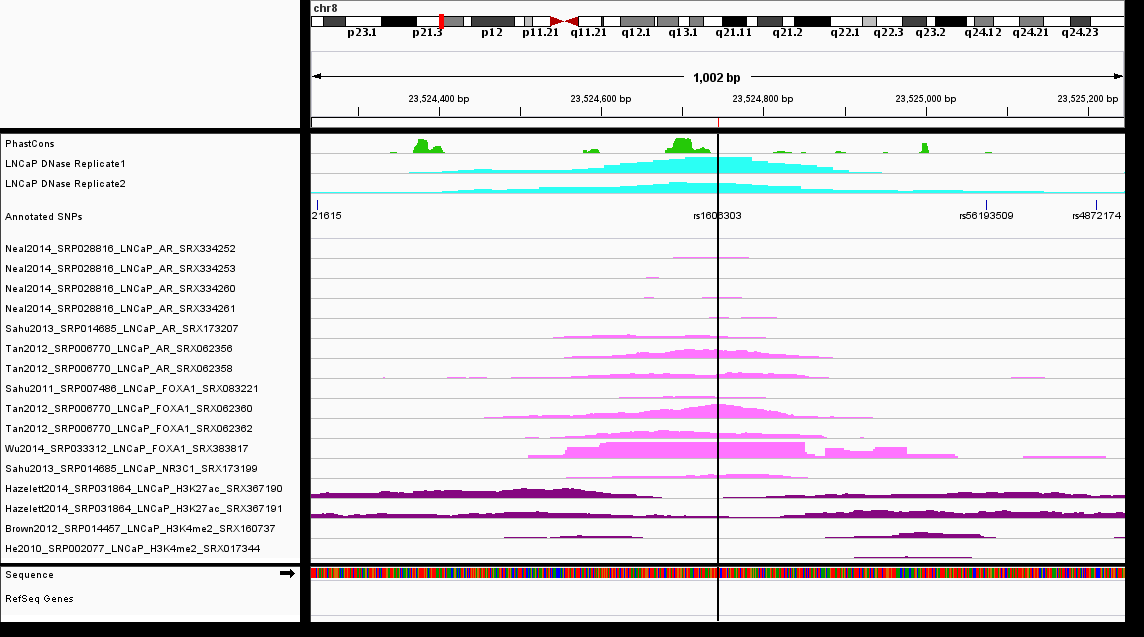 chr8
p23.1 p21.3 p12 p11.21 q11.21 q12.1 q13.1 q21.11 q21.2 q22.1 q22.3 q23.2 q24.12 q24.21 q24.23
1,002 bp
23,524,400 bp 23,524,600 bp 23,524,800 bp 23,525,000 bp 23,525,200 bp
PhastCons
LNCaP DNase Replicate1
LNCaP DNase Replicate2
Annotated SNPs 21615 rs1606303 rs56193509 rs4872174
Neal2014_SRP028816_LNCaP_AR_SRX334252
Neal2014_SRP028816_LNCaP_AR_SRX334253
Neal2014_SRP028816_LNCaP_AR_SRX334260
Neal2014_SRP028816_LNCaP_AR_SRX334261
Sahu2013_SRP014685_LNCaP_AR_SRX173207
Tan2012_SRP006770_LNCaP_AR_SRX062356
Tan2012_SRP006770_LNCaP_AR_SRX062358
Sahu2011_SRP007486_LNCaP_FOXA1_SRX083221
Tan2012_SRP006770_LNCaP_FOXA1_SRX062360
Tan2012_SRP006770_LNCaP_FOXA1_SRX062362
Wu2014_SRP033312_LNCaP_FOXA1_SRX383817
Sahu2013_SRP014685_LNCaP_NR3C1_SRX173199
Hazelett2014_SRP031864_LNCaP_H3K27ac_SRX367190
Hazelett2014_SRP031864_LNCaP_H3K27ac_SRX367191
Brown2012_SRP014457_LNCaP_H3K4me2_SRX160737
He2010_SRP002077_LNCaP_H3K4me2_SRX017344
Sequence
RefSeq Genes